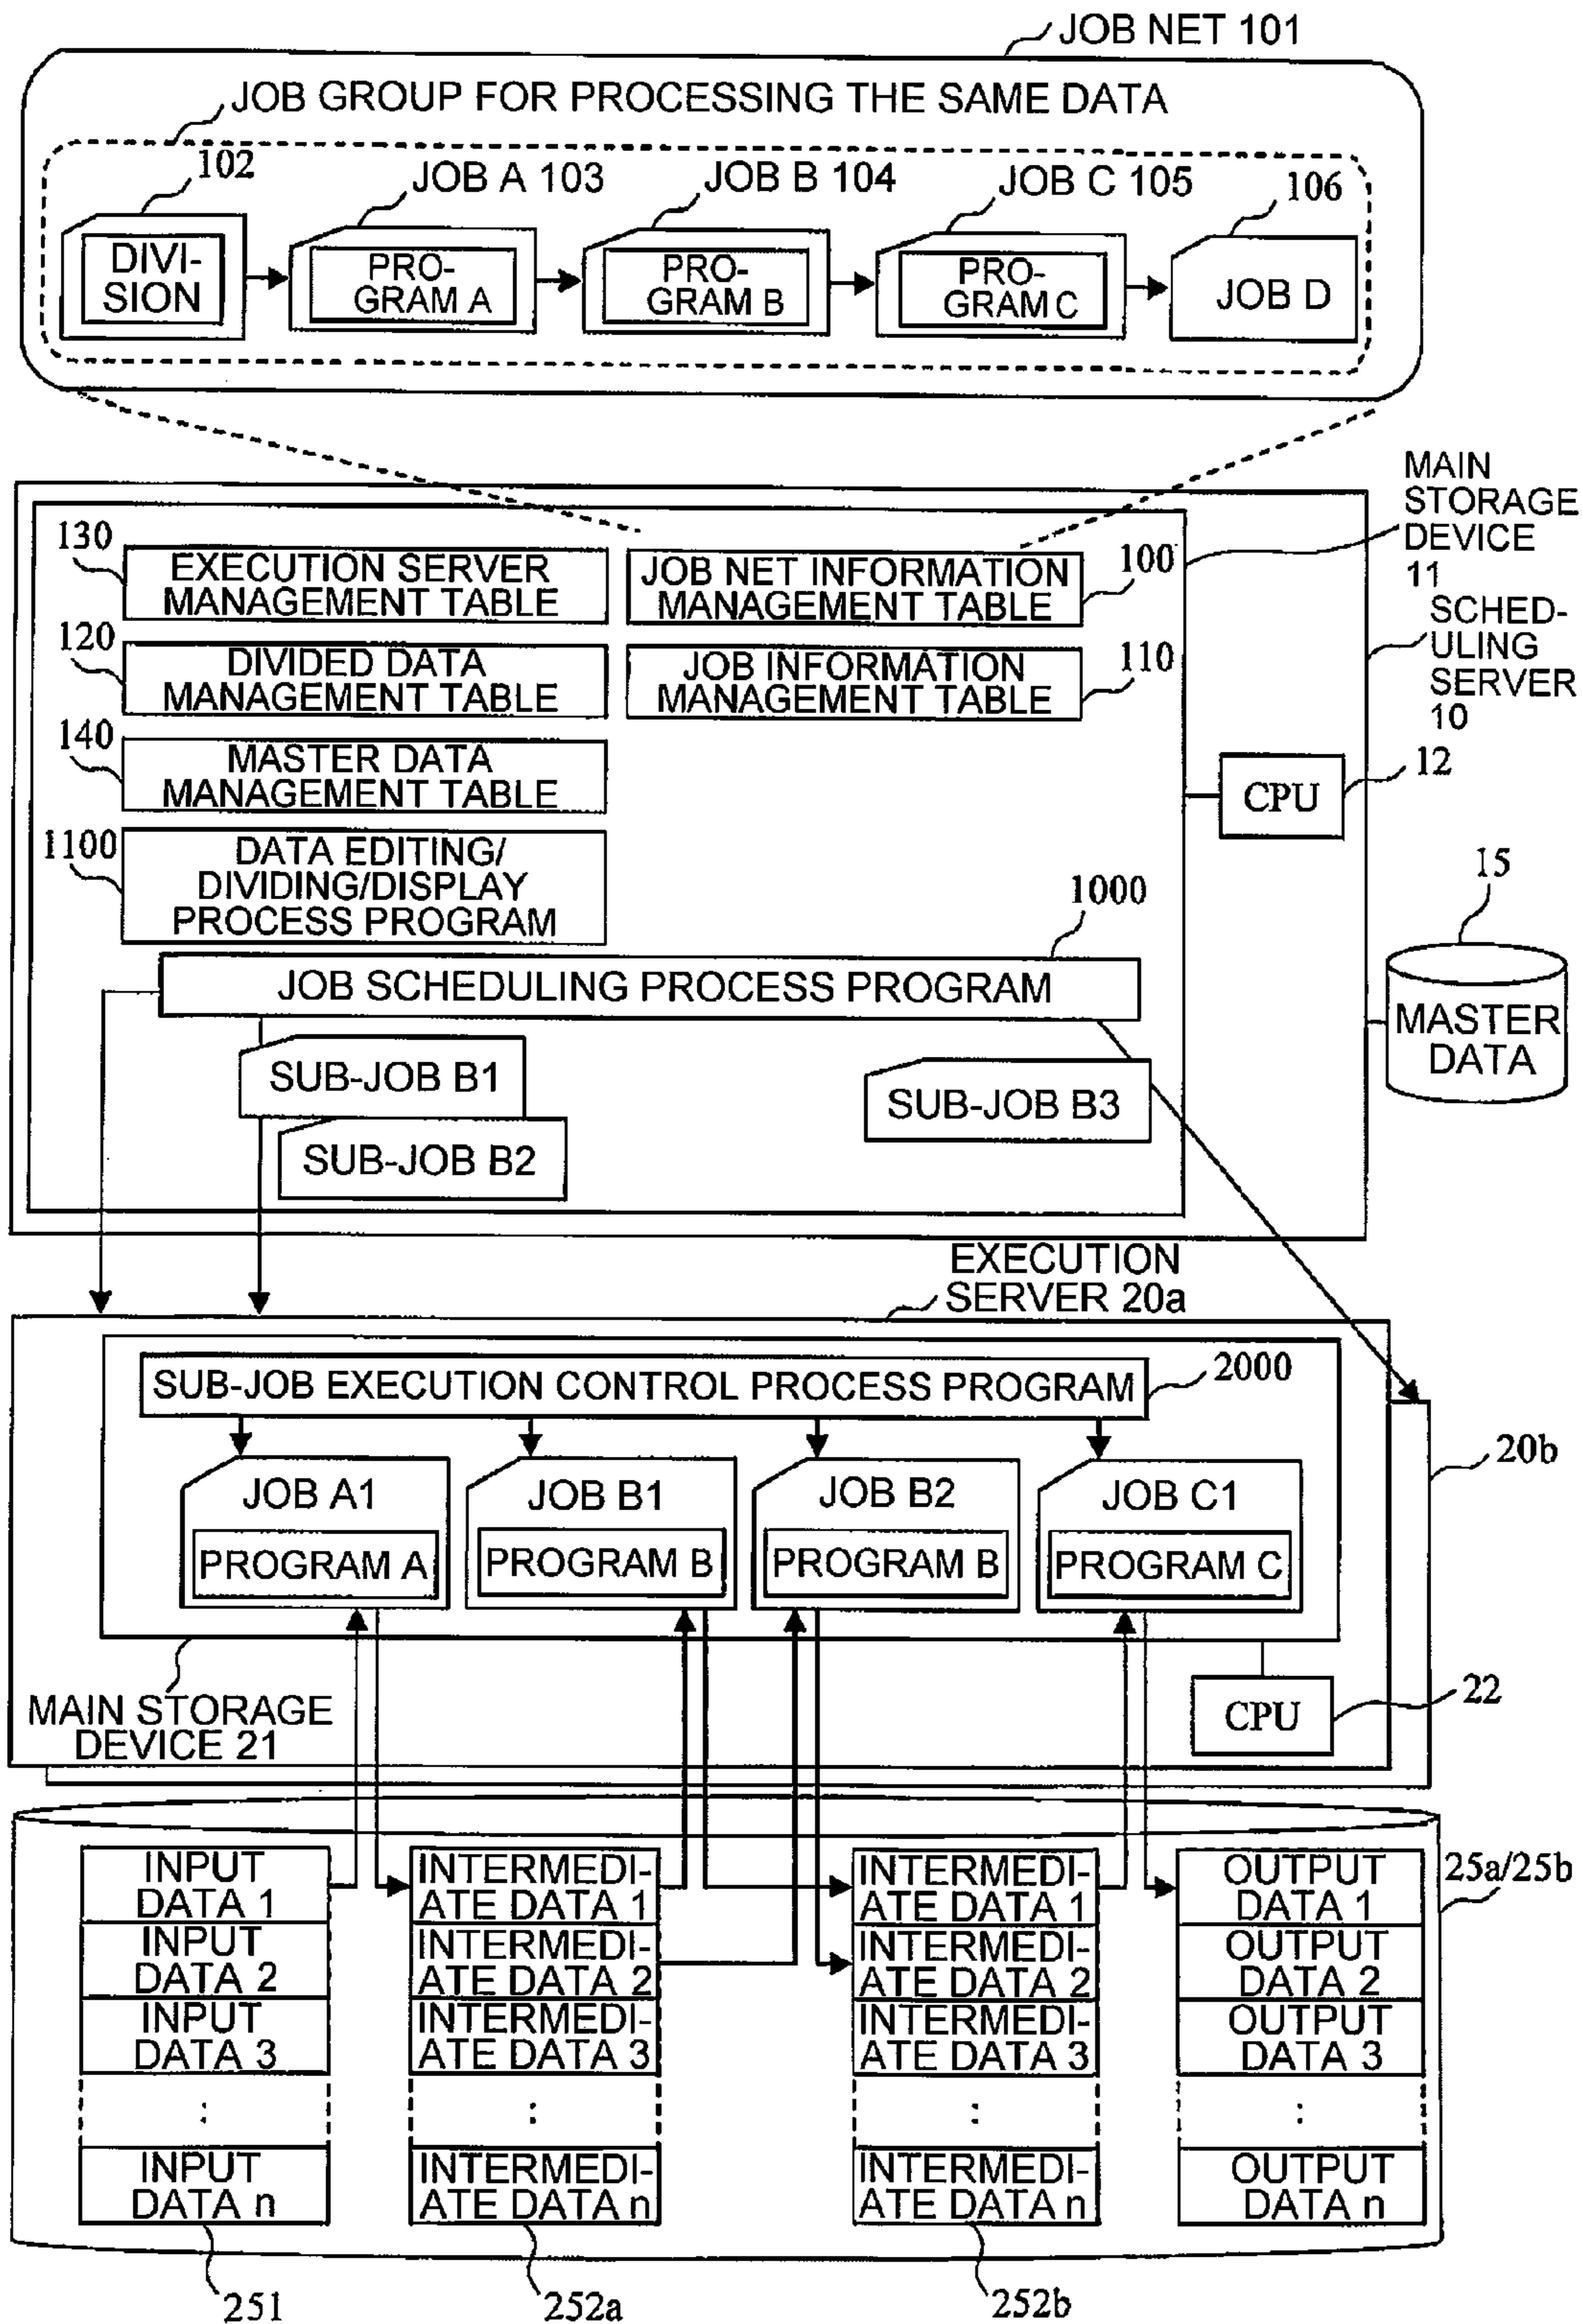 JOB NET 101
JOB GROUP FOR PROCESSING THE SAME DATA
102
JOB A 103
JOB B 104
JOB C 105
106
DIVI-
SION
PRO-
GRAM A
PRO-
GRAM B
PRO-
GRAM C
JOB D
MAIN
STORAGE
DEVICE
11
SCHED-
ULING
SERVER
10
130
EXECUTION SERVER
MANAGEMENT TABLE
JOB NET INFORMATION
MANAGEMENT TABLE
100
120
DIVIDED DATA
MANAGEMENT TABLE
JOB INFORMATION
MANAGEMENT TABLE
110
140
MASTER DATA
MANAGEMENT TABLE
CPU
12
1100
DATA EDITING/
DIVIDING/DISPLAY
PROCESS PROGRAM
1000
15
JOB SCHEDULING PROCESS PROGRAM
MASTER
DATA
SUB-JOB B1
SUB-JOB B2
SUB-JOB B3
EXECUTION
SERVER 20a
SUB-JOB EXECUTION CONTROL PROCESS PROGRAM
2000
20b
JOB A1
PROGRAM A
JOB B1
PROGRAM B
JOB B2
PROGRAM B
JOB C1
PROGRAM C
MAIN STORAGE
DEVICE 21
CPU
22
25a/25b
INPUT
DATA 1
INPUT
DATA 2
INPUT
DATA 3
:
INPUT
DATA n
INTERMEDI-
ATE DATA 1
INTERMEDI-
ATE DATA 2
INTERMEDI-
ATE DATA 3
:
INTERMEDI-
ATE DATA n
INTERMEDI-
ATE DATA 1
INTERMEDI-
ATE DATA 2
INTERMEDI-
ATE DATA 3
:
INTERMEDI-
ATE DATA n
OUTPUT
DATA 1
OUTPUT
DATA 2
OUTPUT
DATA 3
:
OUTPUT
DATA n
251
252a
252b